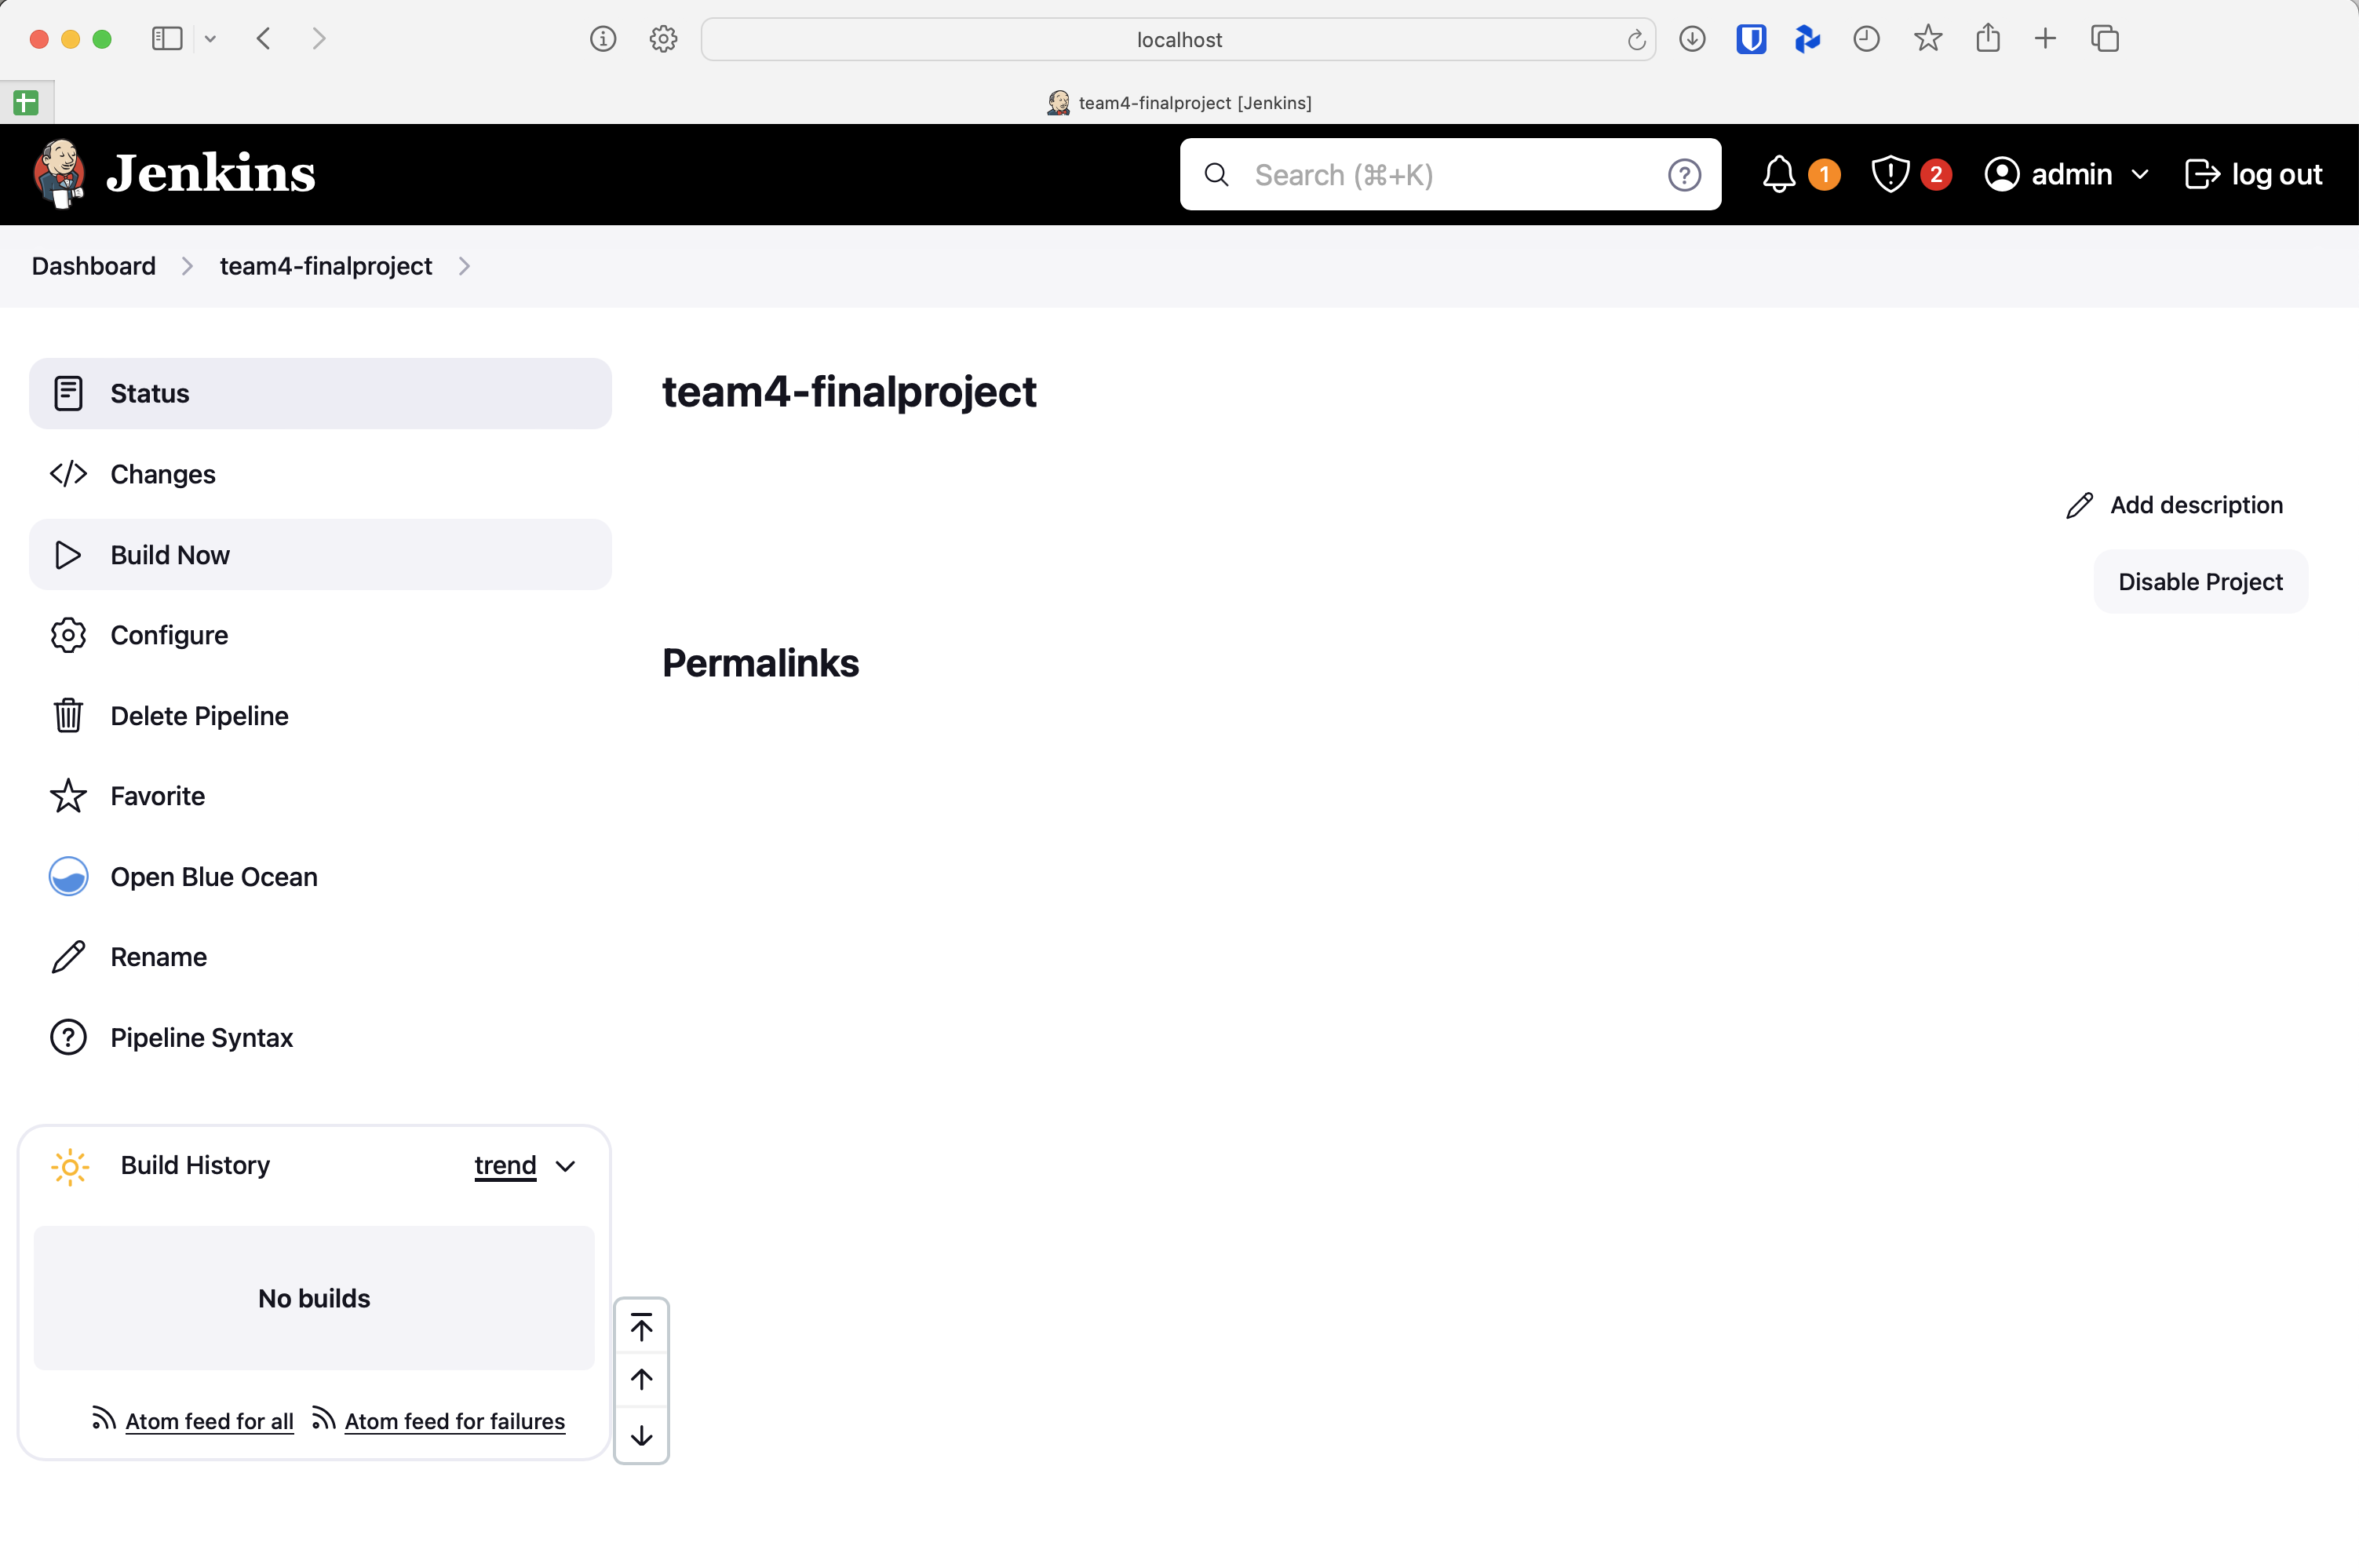 localhost
team4-finalproject [Jenkins]
Jenkins
Search (⌘+K)
1
2
admin
log out
Dashboard
team4-finalproject
Status
Changes
Build Now
Configure
Delete Pipeline
Favorite
Open Blue Ocean
Rename
Pipeline Syntax
team4-finalproject
Add description
Disable Project
Permalinks
Build History
trend
No builds
Atom feed for all
Atom feed for failures